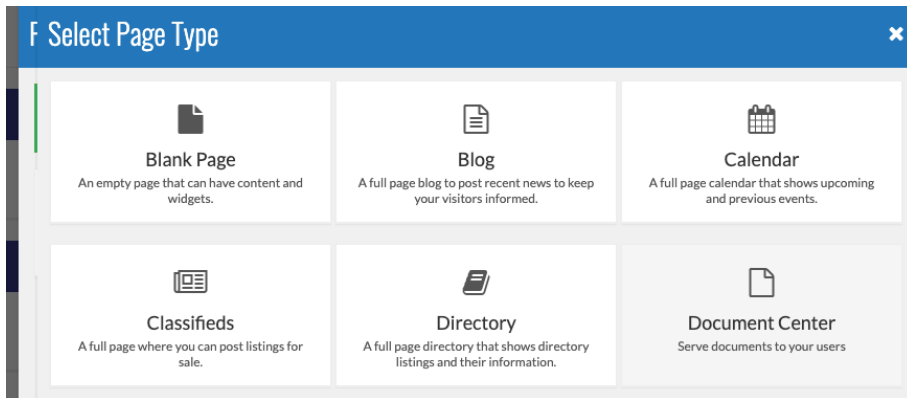 F Select Page Type
Blank Page
An empty page that can have content and
widgets.
Blog
A full page blog to post recent news to keep
your visitors informed.
Calendar
A full page calendar that shows upcoming
and previous events.
Classifieds
A full page where you can post listings for
sale.
Directory
A full page directory that shows directory
listings and their information.
Document Center
Serve documents to your users